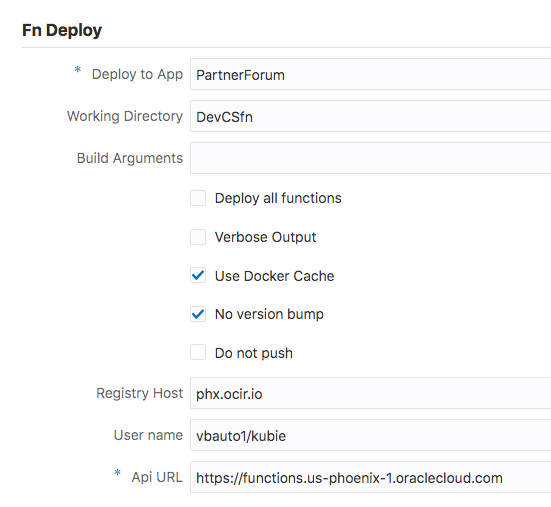 Fn Deploy
* Deploy to App PartnerForum
Working Directory DevCSfn
Build Arguments
Deploy all functions
Verbose Output
Use Docker Cache
No version bump
Do not push
Registry Host phx.ocir.io
User name vbauto1/kubie
* Api URL https://functions.us-phoenix-1.oraclecloud.com